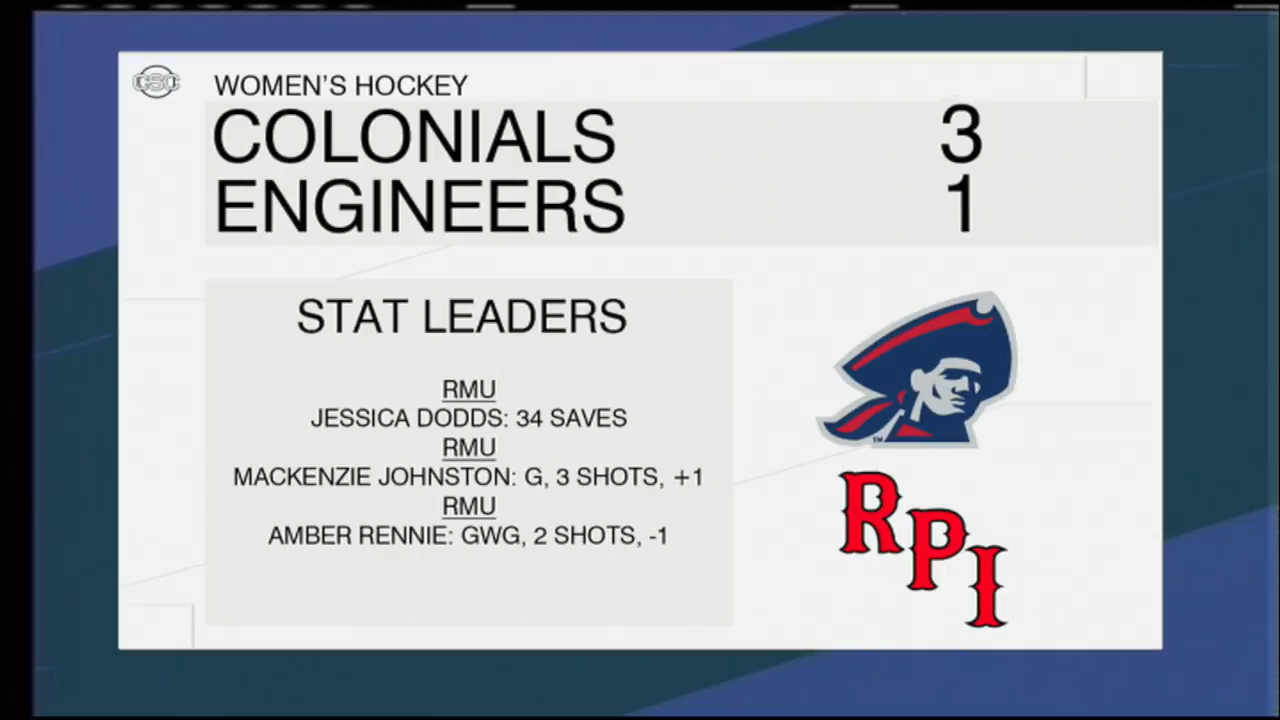 CSC
WOMEN'S HOCKEY
COLONIALS 3
ENGINEERS 1
STAT LEADERS
RMU
JESSICA DODDS: 34 SAVES
RMU
MACKENZIE JOHNSTON: G, 3 SHOTS, +1
RMU
AMBER RENNIE: GWG, 2 SHOTS, -1
TM
RPI